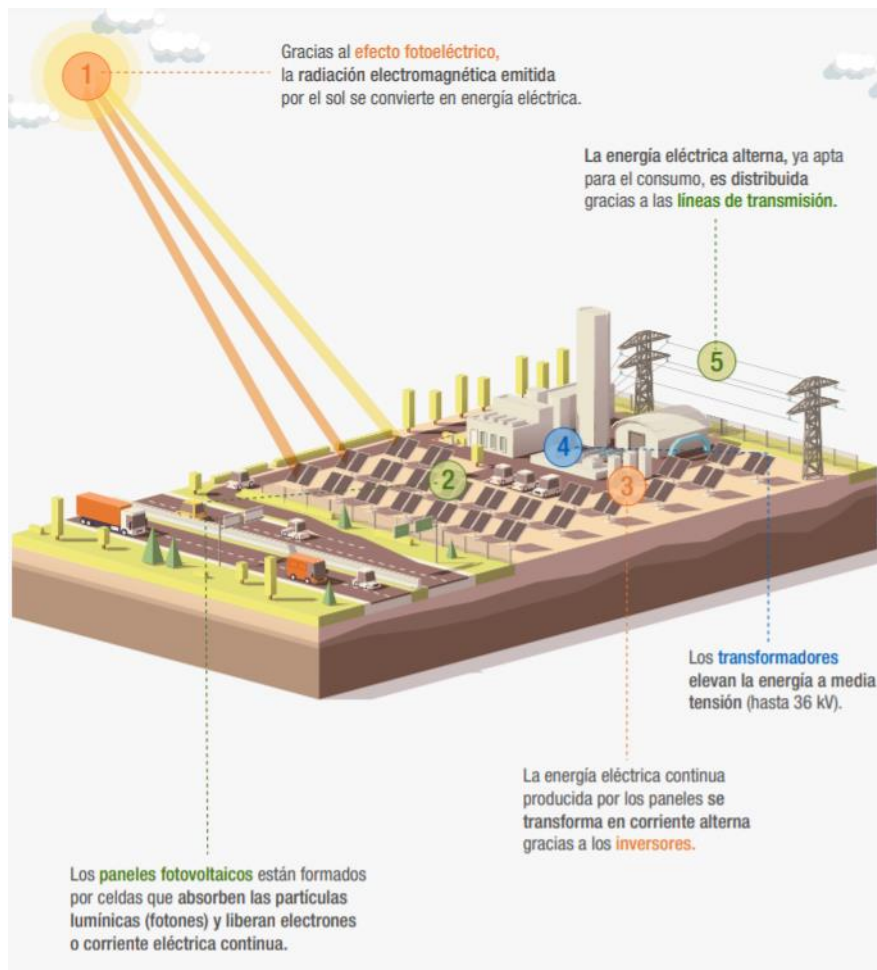 1
Gracias al efecto fotoeléctrico,
la radiación electromagnética emitida
por el sol se convierte en energía eléctrica.
La energía eléctrica alterna, ya apta
para el consumo, es distribuida
gracias a las líneas de transmisión.
5
4
2
3
Los transformadores
elevan la energía a media
tensión (hasta 36 kV).
La energía eléctrica continua
producida por los paneles se
transforma en corriente alterna
gracias a los inversores.
Los paneles fotovoltaicos están formados
por celdas que absorben las partículas
lumínicas (fotones) y liberan electrones
o corriente eléctrica continua.